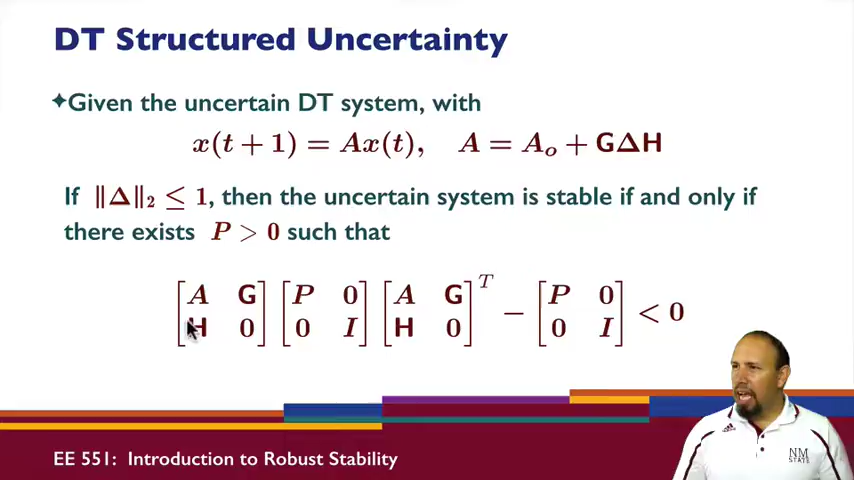 DT Structured Uncertainty
✦Given the uncertain DT system, with
x(t + 1) = Ax(t),   A = A_o + GΔH
If ‖Δ‖₂ ≤ 1, then the uncertain system is stable if and only if
there exists P > 0 such that
[A G; H 0] [P 0; 0 I] [A G; H 0]^T − [P 0; 0 I] < 0
NM
STATE
EE 551: Introduction to Robust Stability